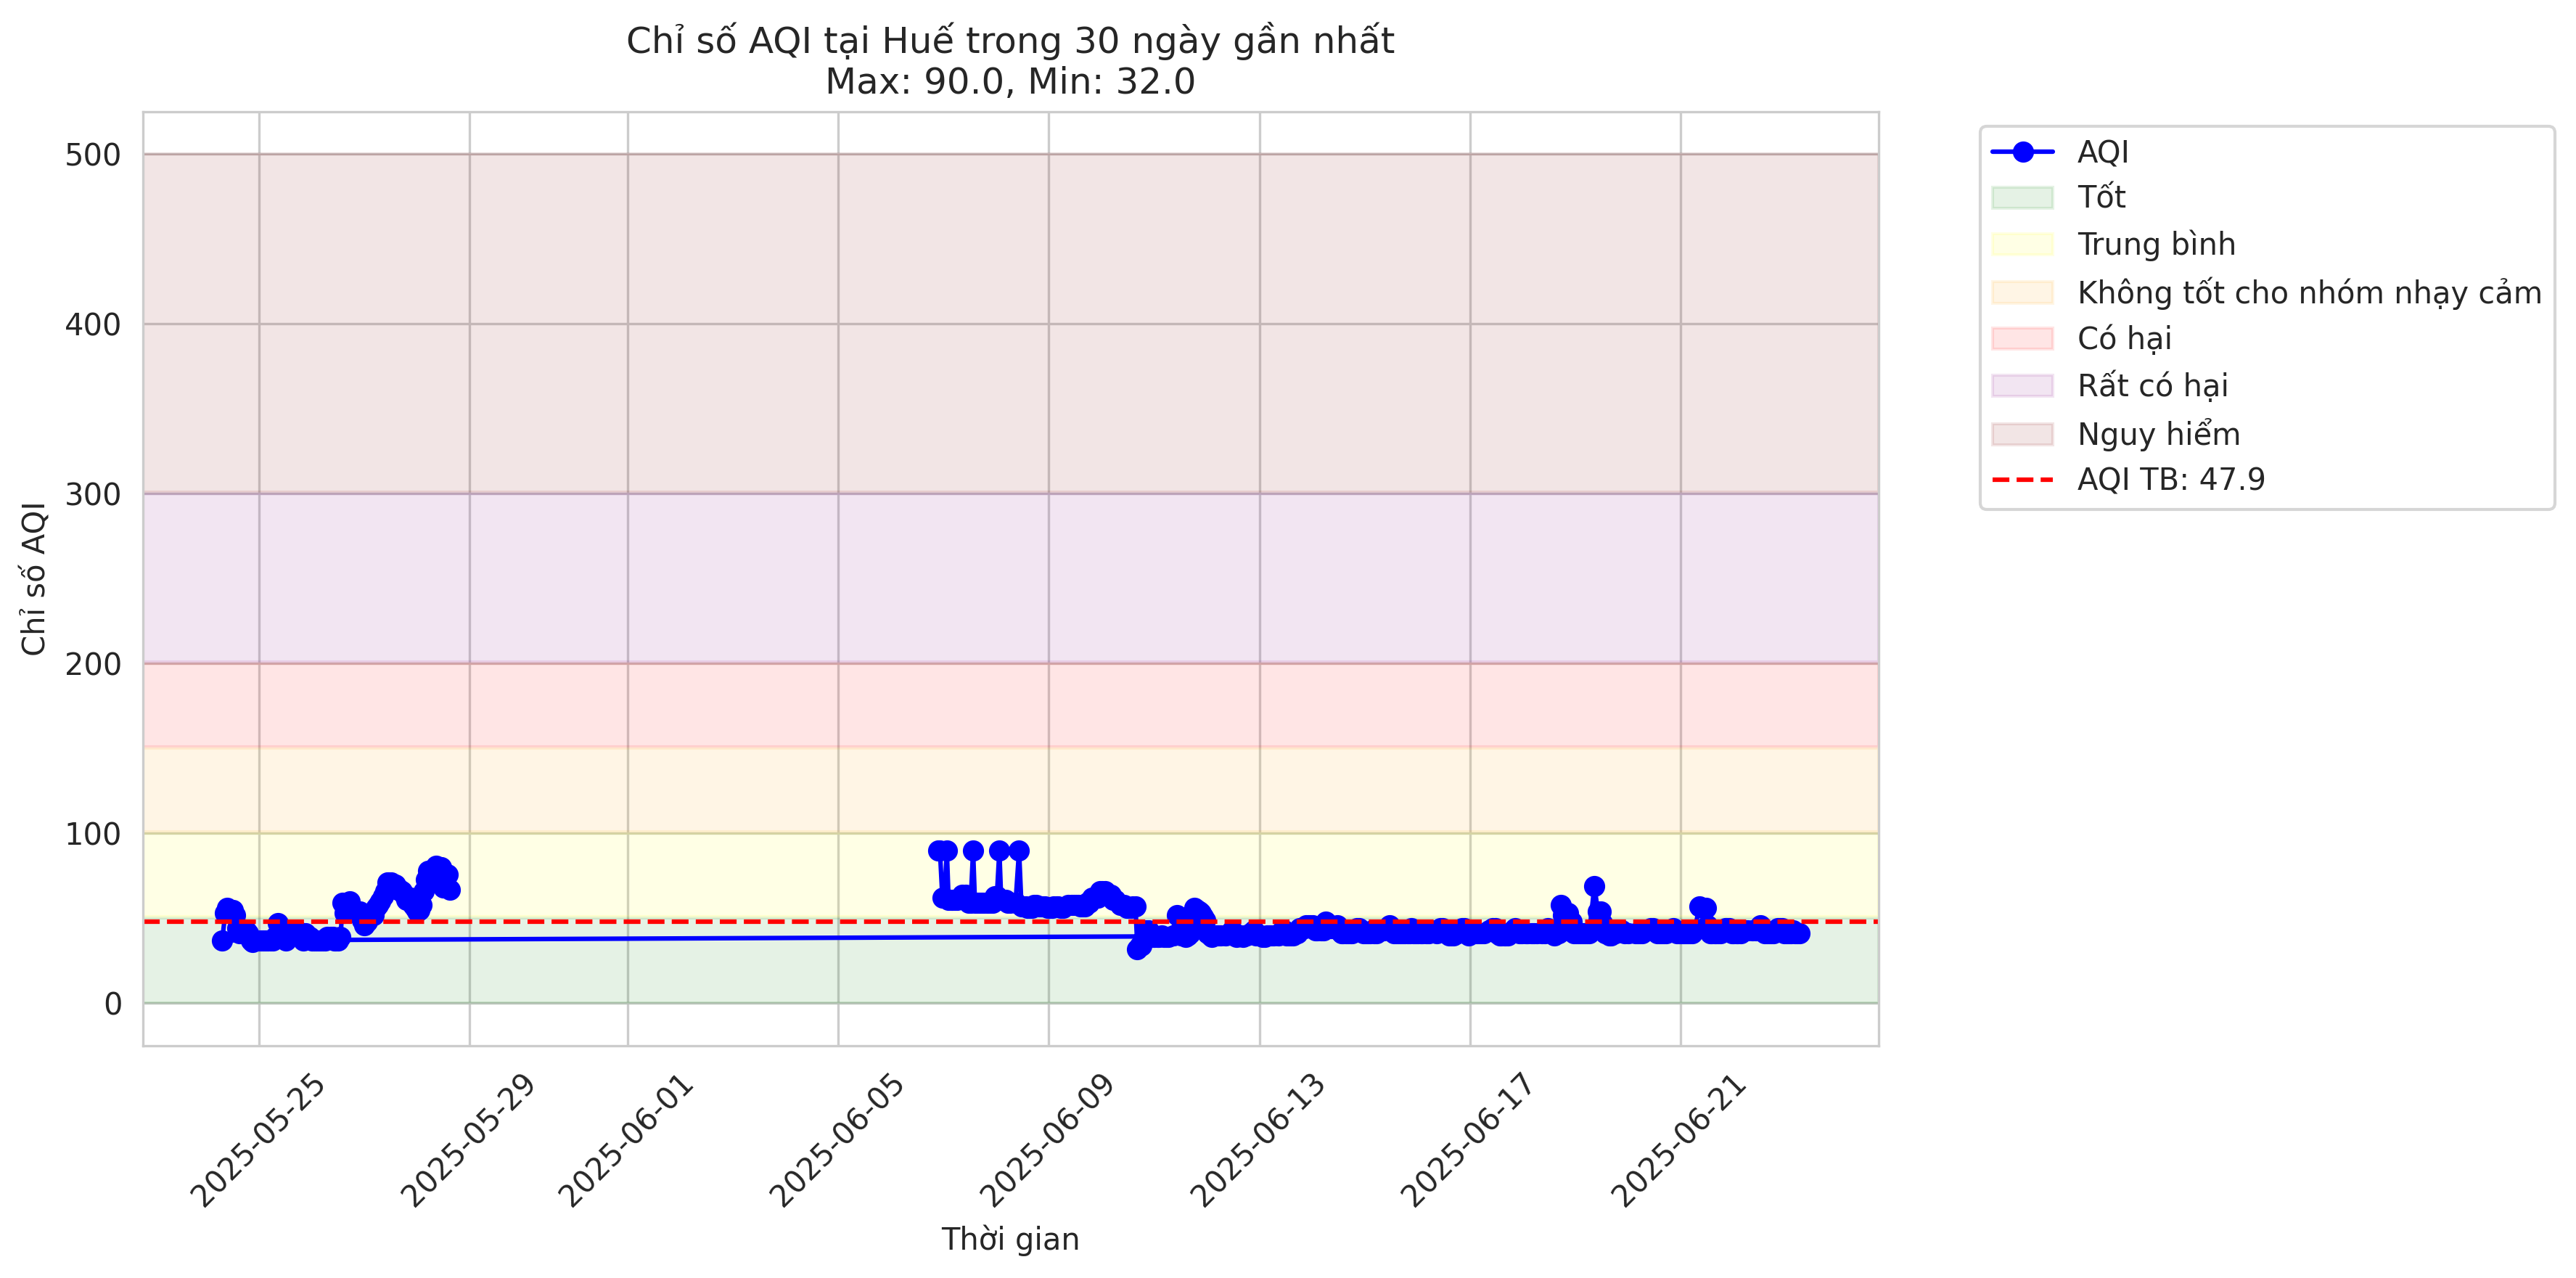 Chỉ số AQI tại Huế trong 30 ngày gần nhất
Max: 90.0, Min: 32.0
500
400
300
200
100
0
Chỉ số AQI
2025-05-25
2025-05-29
2025-06-01
2025-06-05
2025-06-09
2025-06-13
2025-06-17
2025-06-21
Thời gian
AQI
Tốt
Trung bình
Không tốt cho nhóm nhạy cảm
Có hại
Rất có hại
Nguy hiểm
AQI TB: 47.9